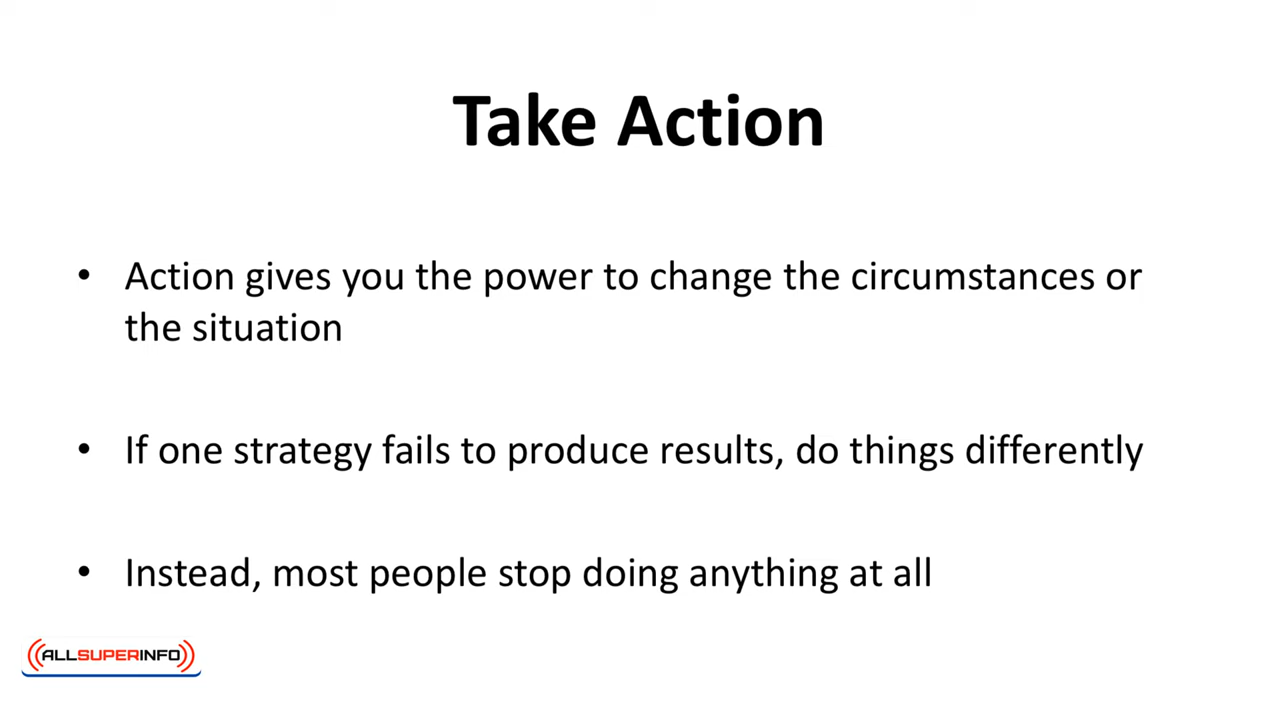 Take Action
• Action gives you the power to change the circumstances or
the situation
• If one strategy fails to produce results, do things differently
• Instead, most people stop doing anything at all
ALLSUPERINFO